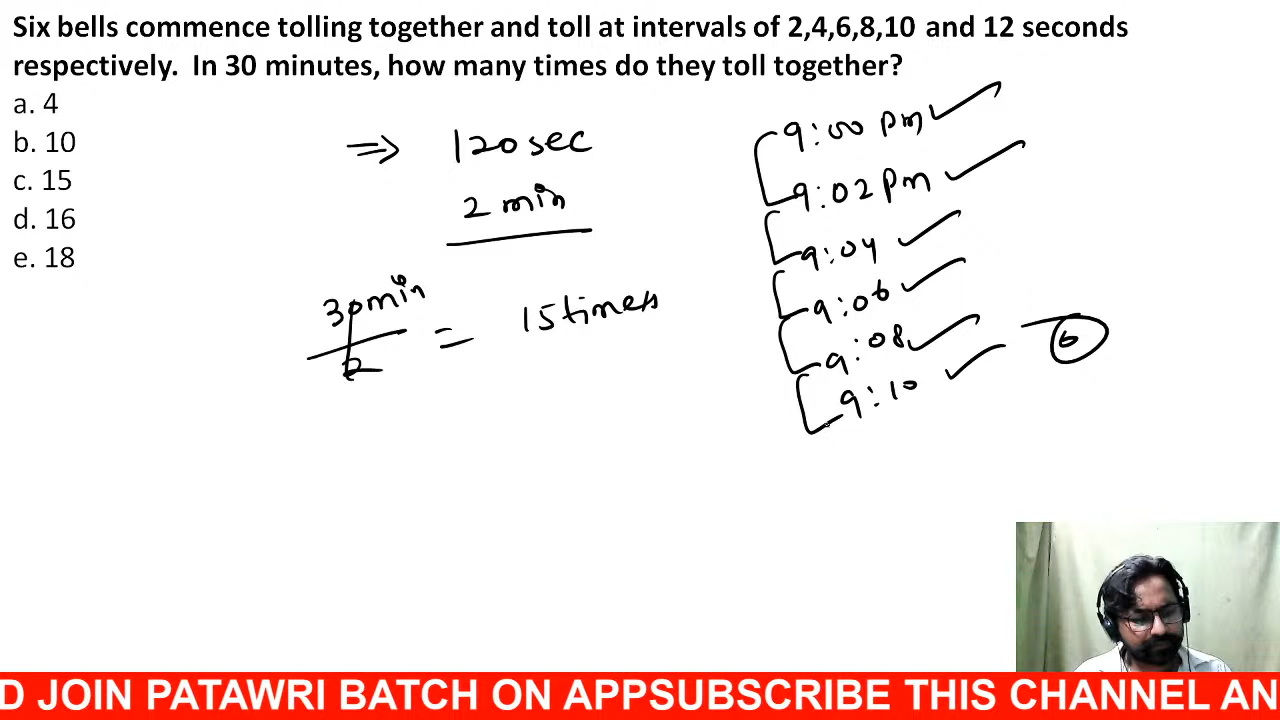 Six bells commence tolling together and toll at intervals of 2,4,6,8,10 and 12 seconds
respectively. In 30 minutes, how many times do they toll together?
a. 4
b. 10
c. 15
d. 16
e. 18
⇒ 120 sec
2 min
30 min
2
= 15 times
9:00 pm
9:02 pm
9:04
9:06
9:08
9:10
6
D JOIN PATAWRI BATCH ON APPSUBSCRIBE THIS CHANNEL AN